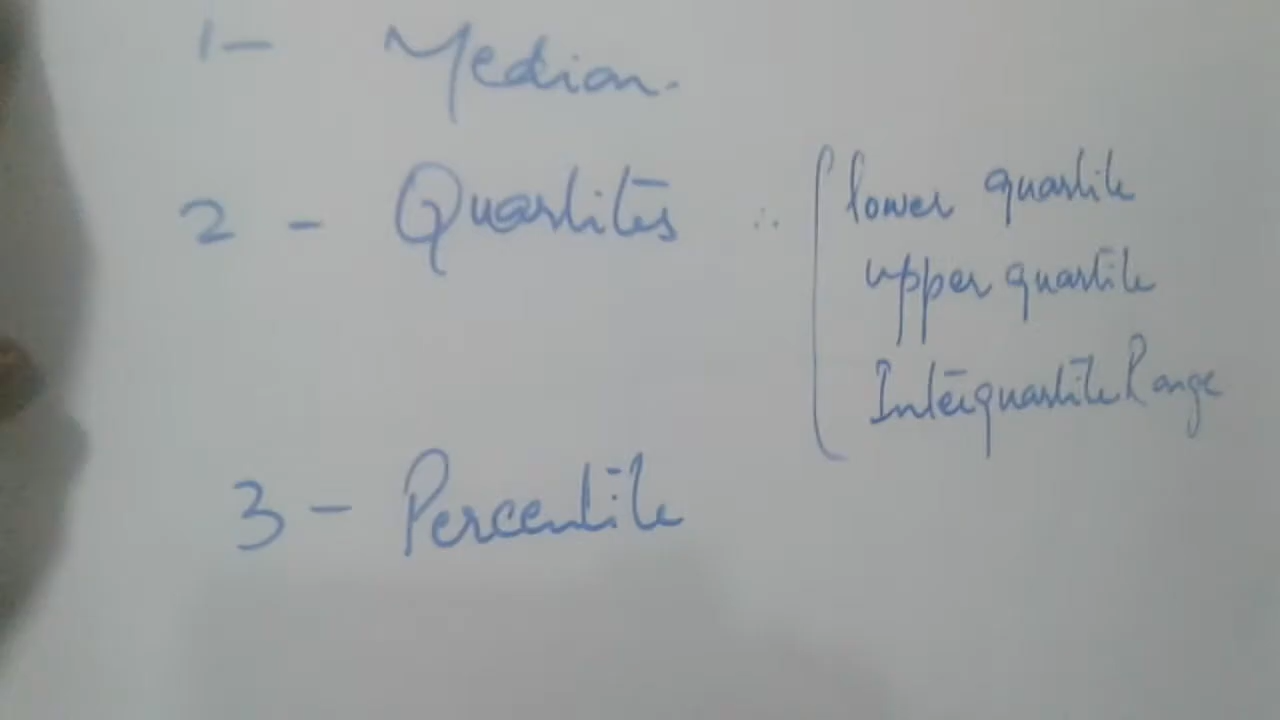 1- Median.
2 - Quartiles : lower quartile
upper quartile
Interquartile Range
3 - Percentile